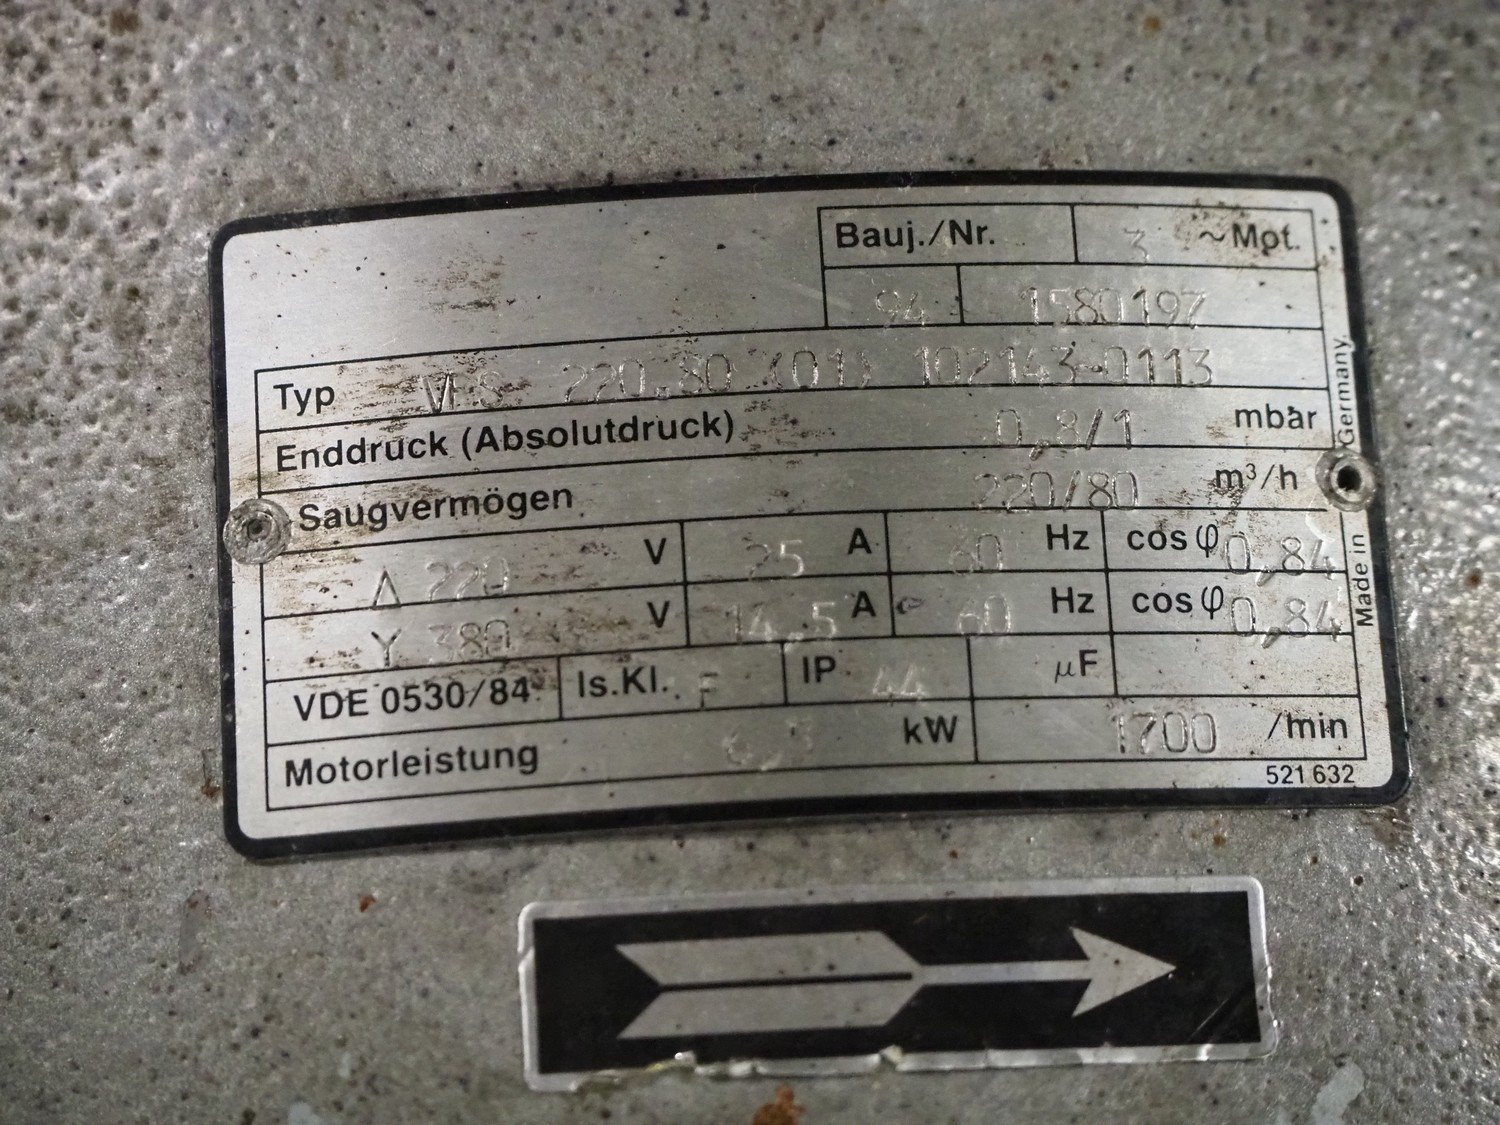 Bauj./Nr. 3 ~Mot.
94 1580197
Typ 220.80 (01) 102143-0113
Enddruck (Absolutdruck) 0,8/1 mbar
Saugvermögen 220/80 m³/h
Δ 220 V 25 A 60 Hz cos φ 0,84
Y 380 V 14,5 A 60 Hz cos φ 0,84
VDE 0530/84 Is.Kl. F IP 44 µF
Motorleistung kW 1700 /min
521 632
Made in Germany